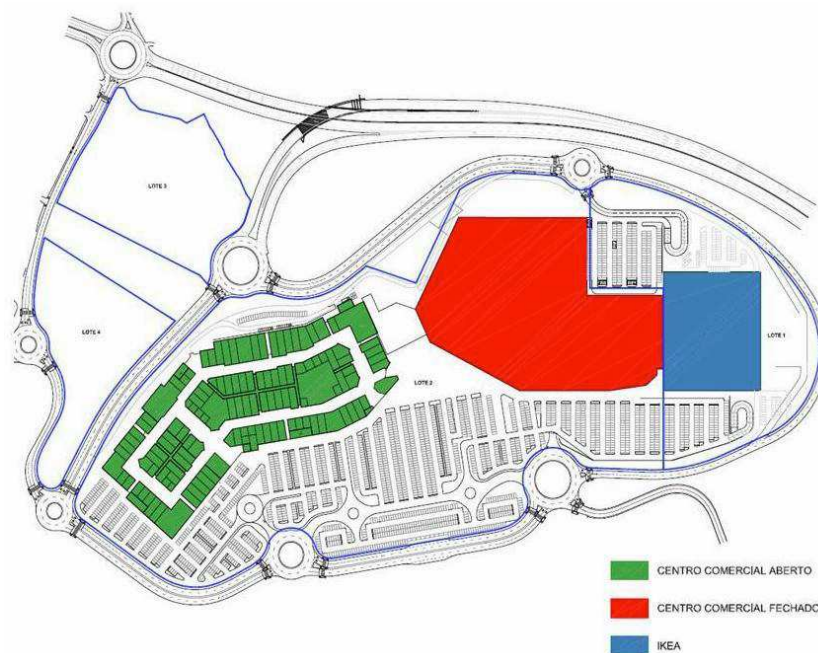 LOTE 3
LOTE 4
LOTE 1
LOTE 2
CENTRO COMERCIAL ABERTO
CENTRO COMERCIAL FECHADO
IKEA